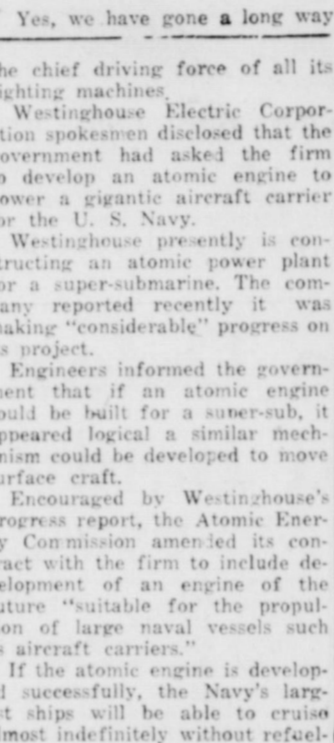 Yes, we have gone a long way
he chief driving force of all its
ighting machines.
Westinghouse Electric Corpor-
tion spokesmen disclosed that the
overnment had asked the firm
o develop an atomic engine to
ower a gigantic aircraft carrier
or the U. S. Navy.
Westinghouse presently is con-
tructing an atomic power plant
or a super-submarine. The com-
any reported recently it was
aking "considerable" progress on
s project.
Engineers informed the govern-
ent that if an atomic engine
ould be built for a super-sub, it
ppeared logical a similar mech-
nism could be developed to move
urface craft.
Encouraged by Westinghouse's
rogress report, the Atomic Ener-
y Commission amended its con-
ract with the firm to include de-
elopment of an engine of the
uture "suitable for the propul-
on of large naval vessels such
s aircraft carriers."
If the atomic engine is develop-
d successfully, the Navy's larg-
st ships will be able to cruise
lmost indefinitely without refuel-